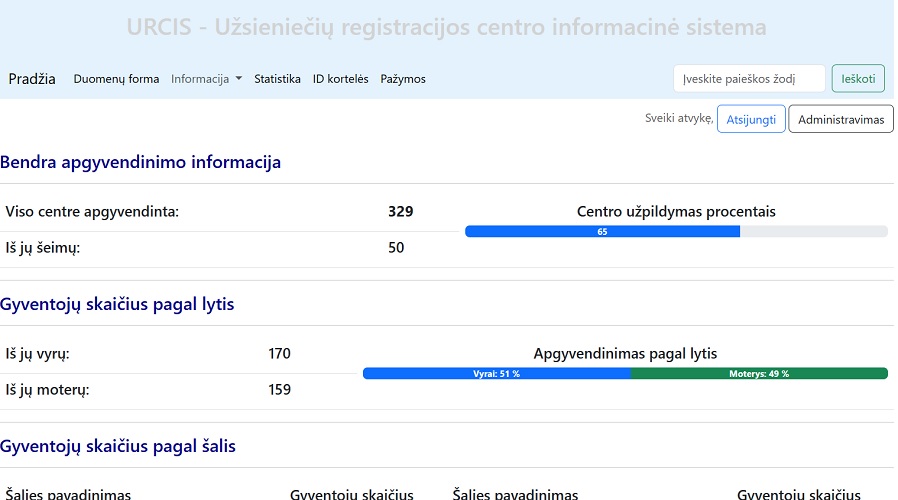 URCIS - Užsieniečių registracijos centro informacinė sistema
Pradžia Duomenų forma Informacija Statistika ID kortelės Pažymos Įveskite paieškos žodį Ieškoti
Sveiki atvykę, Atsijungti Administravimas
Bendra apgyvendinimo informacija
Viso centre apgyvendinta: 329 Centro užpildymas procentais
65
Iš jų šeimų: 50
Gyventojų skaičius pagal lytis
Iš jų vyrų: 170 Apgyvendinimas pagal lytis
Vyrai: 51 % Moterys: 49 %
Iš jų moterų: 159
Gyventojų skaičius pagal šalis
Šalies pavadinimas Gyventojų skaičius Šalies pavadinimas Gyventojų skaičius